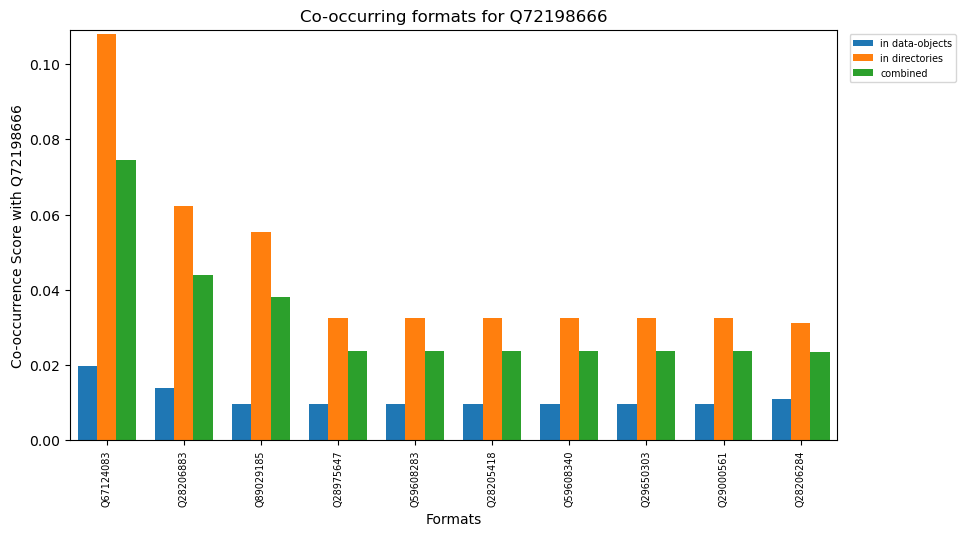 Co-occurring formats for Q72198666
in data-objects
in directories
combined
Co-occurrence Score with Q72198666
0.10
0.08
0.06
0.04
0.02
0.00
Q67124083
Q28206883
Q89029185
Q28975647
Q59608283
Q28205418
Q59608340
Q29650303
Q29000561
Q28206284
Formats